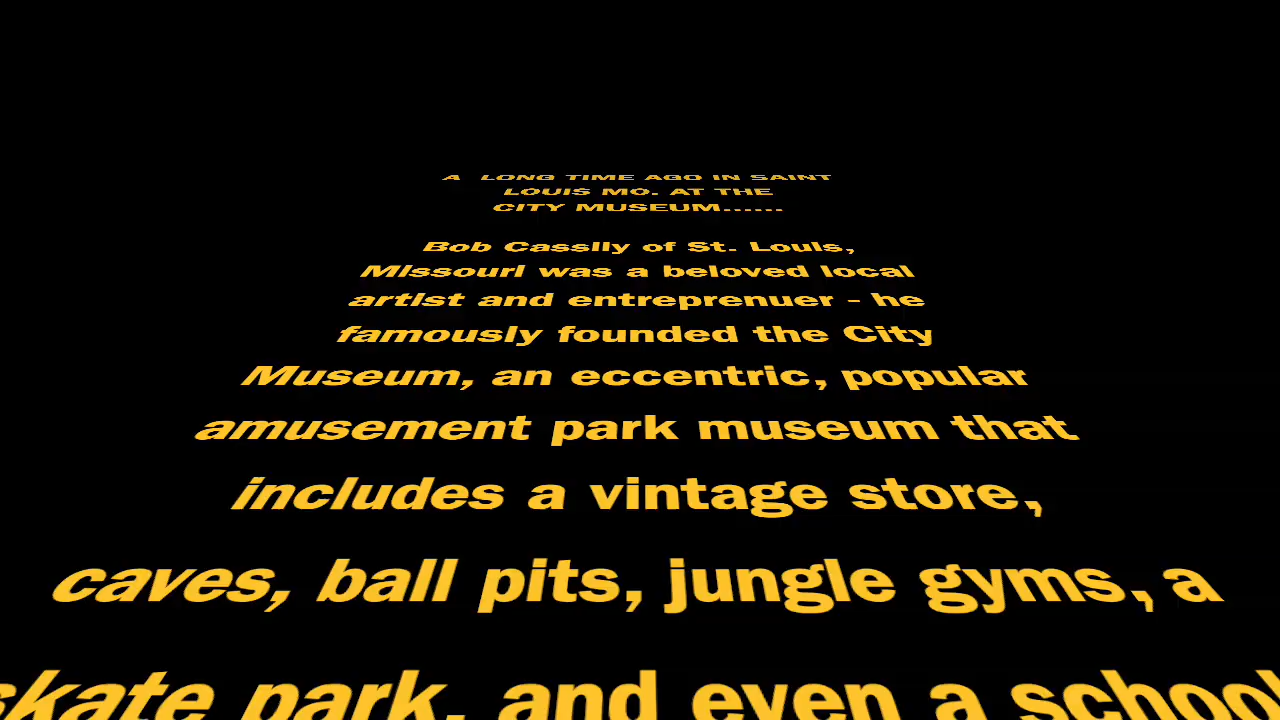 A LONG TIME AGO IN SAINT
LOUIS MO. AT THE
CITY MUSEUM......
Bob Cassily of St. Louis,
Missouri was a beloved local
artist and entreprenuer - he
famously founded the City
Museum, an eccentric, popular
amusement park museum that
includes a vintage store,
caves, ball pits, jungle gyms, a
skate park, and even a school